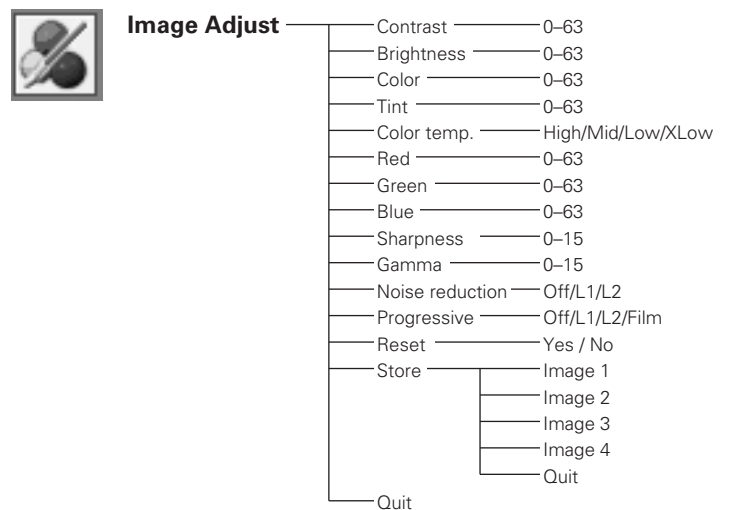 Image Adjust Contrast 0–63
Brightness 0–63
Color 0–63
Tint 0–63
Color temp. High/Mid/Low/XLow
Red 0–63
Green 0–63
Blue 0–63
Sharpness 0–15
Gamma 0–15
Noise reduction Off/L1/L2
Progressive Off/L1/L2/Film
Reset Yes / No
Store Image 1
Image 2
Image 3
Image 4
Quit
Quit